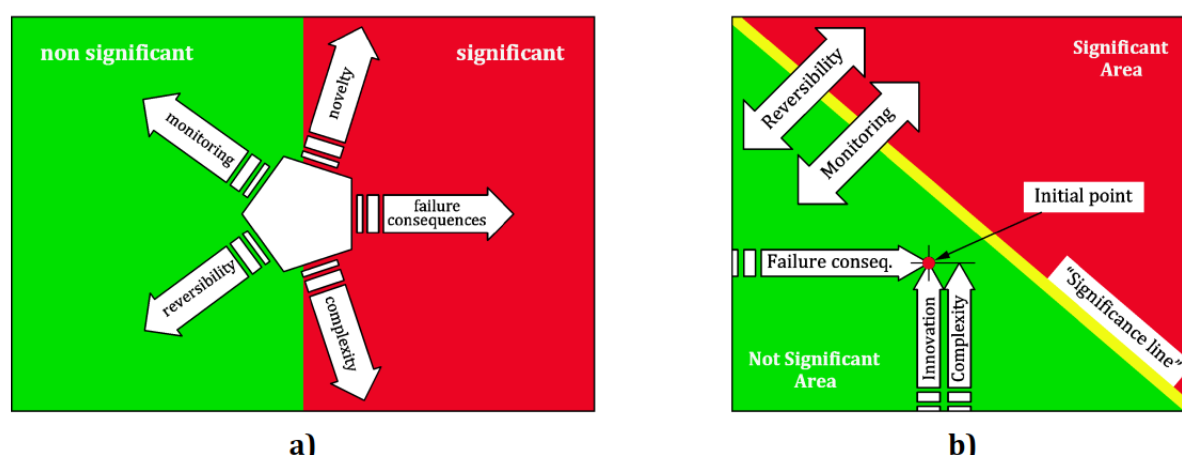 non significant
significant
novelty
monitoring
failure
consequences
reversibility
complexity
a)
Significant
Area
Reversibility
Monitoring
Initial point
Failure conseq.
Innovation
Complexity
"Significance line"
Not Significant
Area
b)